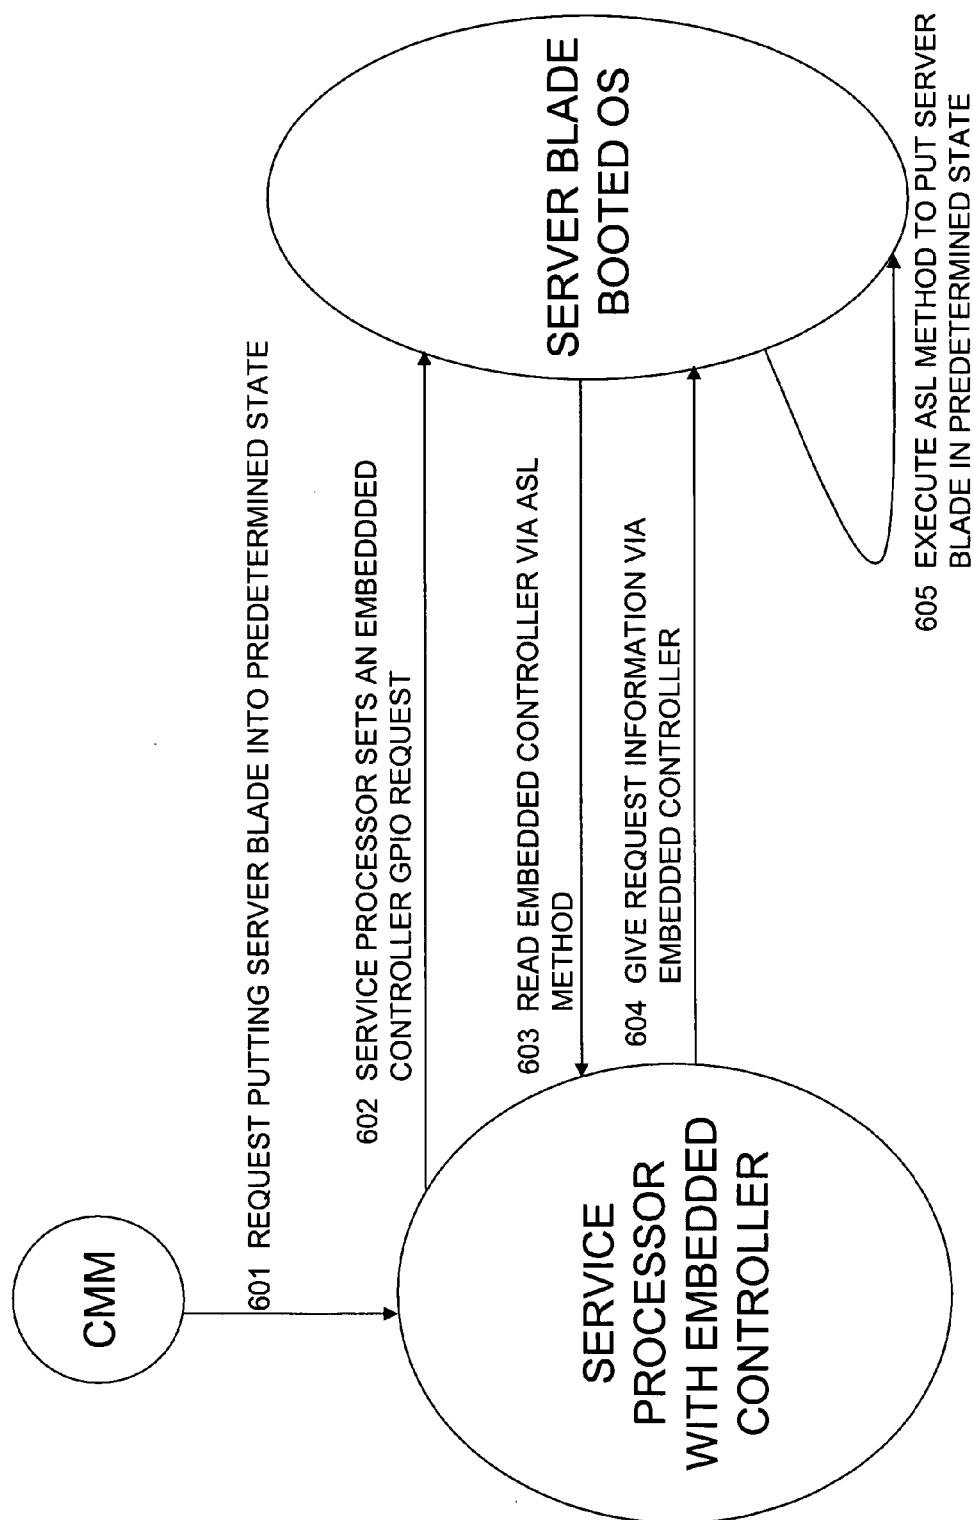 CMM
601 REQUEST PUTTING SERVER BLADE INTO PREDETERMINED STATE
602 SERVICE PROCESSOR SETS AN EMBEDDDED
CONTROLLER GPIO REQUEST
603 READ EMBEDDED CONTROLLER VIA ASL
METHOD
604 GIVE REQUEST INFORMATION VIA
EMBEDDED CONTROLLER
SERVICE
PROCESSOR
WITH EMBEDDED
CONTROLLER
SERVER BLADE
BOOTED OS
605 EXECUTE ASL METHOD TO PUT SERVER
BLADE IN PREDETERMINED STATE